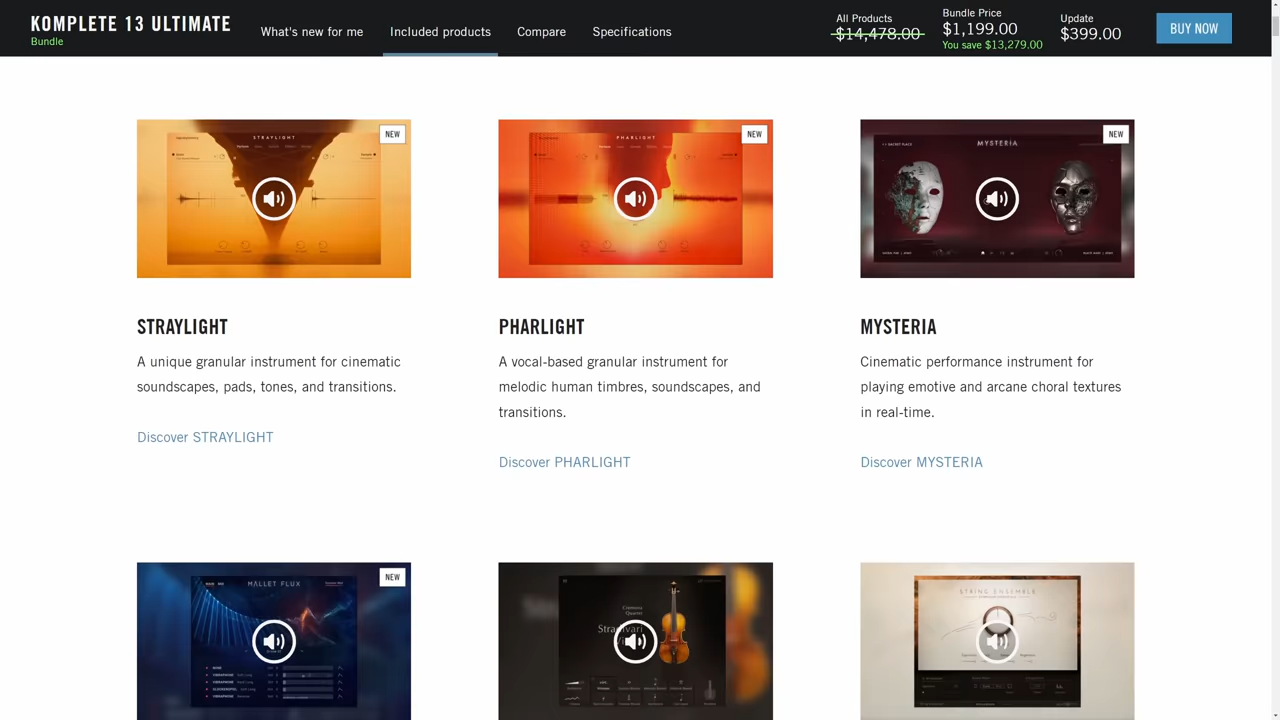 KOMPLETE 13 ULTIMATE
Bundle
What's new for me
Included products
Compare
Specifications
All Products
$14,478.00
Bundle Price
$1,199.00
You save $13,279.00
Update
$399.00
BUY NOW
STRAYLIGHT
NEW
PHARLIGHT
NEW
MYSTERIA
NEW
STRAYLIGHT
A unique granular instrument for cinematic
soundscapes, pads, tones, and transitions.
Discover STRAYLIGHT
PHARLIGHT
A vocal-based granular instrument for
melodic human timbres, soundscapes, and
transitions.
Discover PHARLIGHT
MYSTERIA
Cinematic performance instrument for
playing emotive and arcane choral textures
in real-time.
Discover MYSTERIA
MALLET FLUX
NEW
Cremona
Quartet
STRING ENSEMBLE